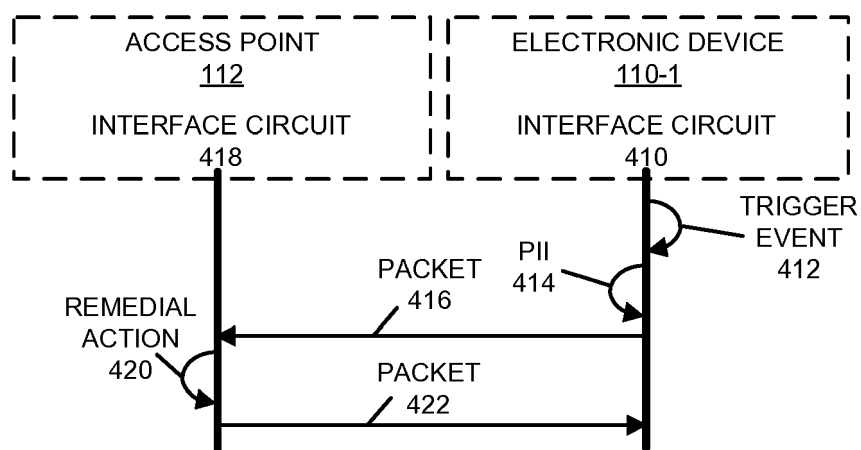 ACCESS POINT
112
INTERFACE CIRCUIT
418
ELECTRONIC DEVICE
110-1
INTERFACE CIRCUIT
410
TRIGGER
EVENT
412
PII
414
PACKET
416
REMEDIAL
ACTION
420
PACKET
422